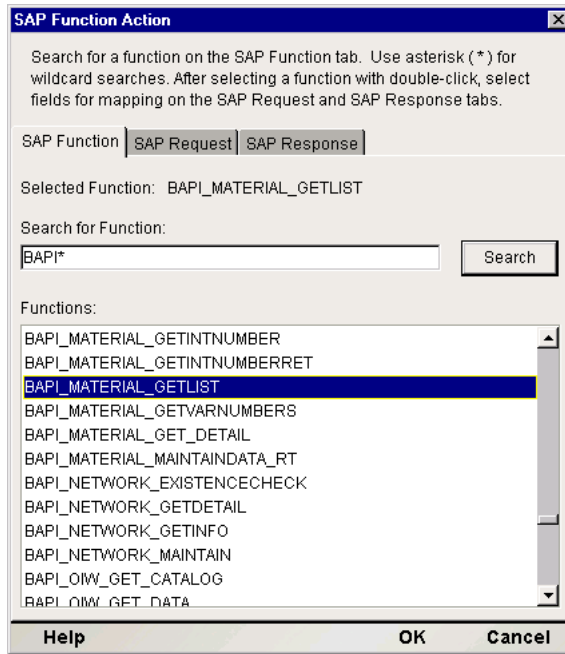 SAP Function Action
Search for a function on the SAP Function tab. Use asterisk (*) for
wildcard searches. After selecting a function with double-click, select
fields for mapping on the SAP Request and SAP Response tabs.
SAP Function SAP Request SAP Response
Selected Function: BAPI_MATERIAL_GETLIST
Search for Function:
BAPI*
Search
Functions:
BAPI_MATERIAL_GETINTNUMBER
BAPI_MATERIAL_GETINTNUMBERRET
BAPI_MATERIAL_GETLIST
BAPI_MATERIAL_GETVARNUMBERS
BAPI_MATERIAL_GET_DETAIL
BAPI_MATERIAL_MAINTAINDATA_RT
BAPI_NETWORK_EXISTENCECHECK
BAPI_NETWORK_GETDETAIL
BAPI_NETWORK_GETINFO
BAPI_NETWORK_MAINTAIN
BAPI_OIW_GET_CATALOG
BAPI_OIW_GET_DATA
Help OK Cancel